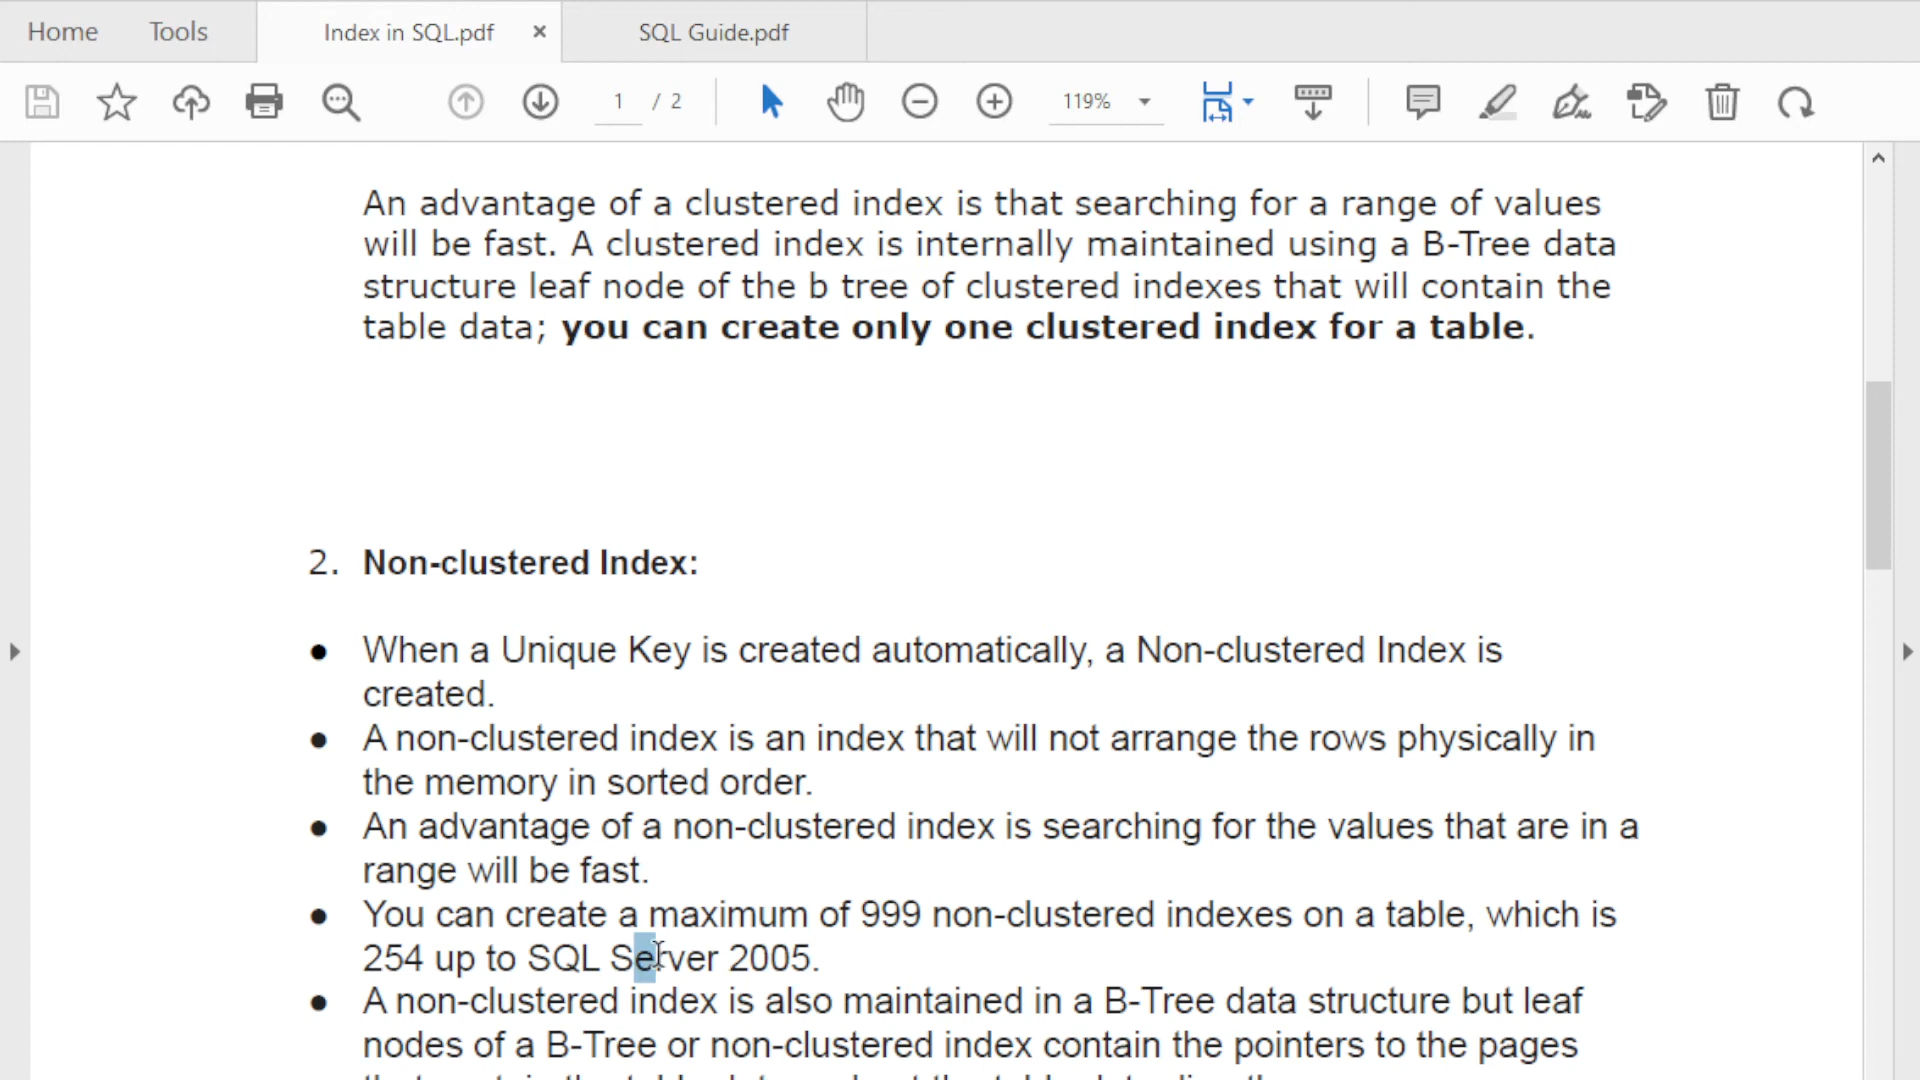 Home Tools Index in SQL.pdf × SQL Guide.pdf
1 / 2 119%
An advantage of a clustered index is that searching for a range of values
will be fast. A clustered index is internally maintained using a B-Tree data
structure leaf node of the b tree of clustered indexes that will contain the
table data; you can create only one clustered index for a table.
2. Non-clustered Index:
● When a Unique Key is created automatically, a Non-clustered Index is
created.
● A non-clustered index is an index that will not arrange the rows physically in
the memory in sorted order.
● An advantage of a non-clustered index is searching for the values that are in a
range will be fast.
● You can create a maximum of 999 non-clustered indexes on a table, which is
254 up to SQL Server 2005.
● A non-clustered index is also maintained in a B-Tree data structure but leaf
nodes of a B-Tree or non-clustered index contain the pointers to the pages